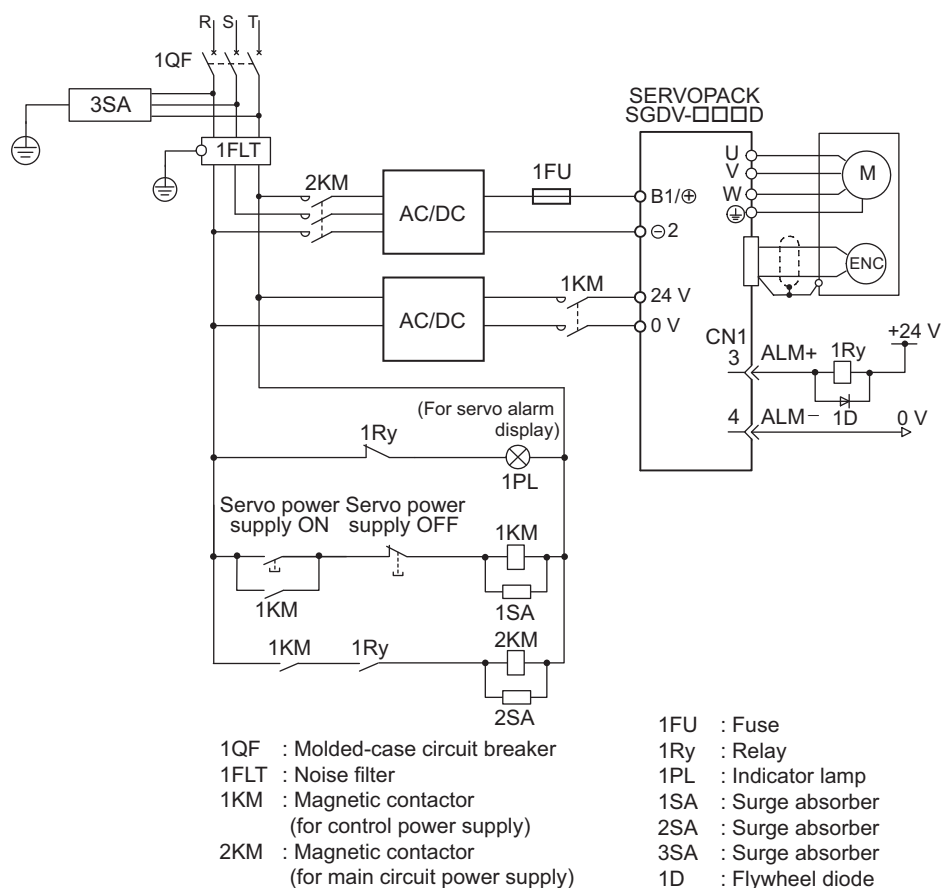 R S T
1QF
3SA
1FLT
2KM
AC/DC
1FU
SERVOPACK
SGDV-□□□D
B1/⊕
⊖2
U
V
W
M
ENC
AC/DC
1KM
24 V
0 V
CN1
3 ALM+ 1Ry +24 V
1D
4 ALM− 0 V
(For servo alarm
display)
1Ry
1PL
Servo power
supply ON
Servo power
supply OFF
1KM
1KM
1SA
1KM 1Ry 2KM
2SA
1QF : Molded-case circuit breaker
1FLT : Noise filter
1KM : Magnetic contactor
(for control power supply)
2KM : Magnetic contactor
(for main circuit power supply)
1FU : Fuse
1Ry : Relay
1PL : Indicator lamp
1SA : Surge absorber
2SA : Surge absorber
3SA : Surge absorber
1D : Flywheel diode